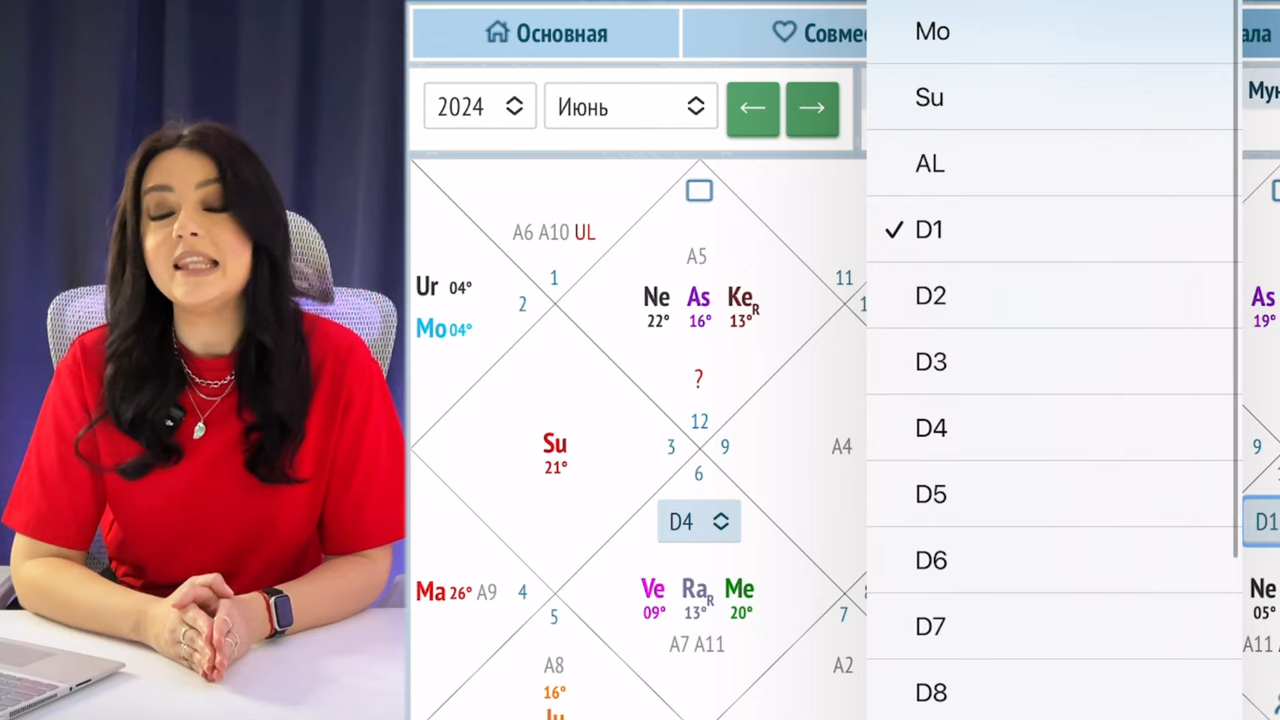 Основная
2024
Июнь
←
→
A6 A10 UL
A5
1
2
11
Ur 04°
Mo 04°
Ne As Ke R
22° 16° 13°
?
12
3
9
6
Su
21°
A4
D4
Ma 26° A9
4
5
7
Ve Ra R Me
09° 13° 20°
A7 A11
A8
16°
A2
Mo
Su
AL
✓ D1
D2
D3
D4
D5
D6
D7
D8
As
19°
9
D1
Ne
05°
A11